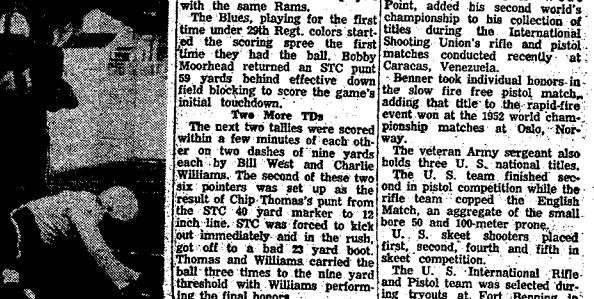 with the same Rams.
The Blues, playing for the first
time under 29th Regt. colors start-
ed the scoring spree the first
time they had the ball. Bobby
Moorhead returned an STC punt
59 yards behind effective down
field blocking to score the game's
initial touchdown.
Two More TDs
The next two tallies were scored
within a few minutes of each oth-
er on two dashes of nine yards
each by Bill West and Charlie
Williams. The second of these two
six pointers was set up as the
result of Chip Thomas's punt from
the STC 40 yard marker to 12
inch line. STC was forced to kick
out immediately and in the rush,
got off to a bad 23 yard boot.
Thomas and Williams carried the
ball three times to the nine yard
threshold with Williams perform-
ing the final honors.
Point, added his second world's
championship to his collection of
titles during the International
Shooting Union's rifle and pistol
matches conducted recently at
Caracas, Venezuela.
Benner took individual honors in
the slow fire free pistol match,
adding that title to the rapid-fire
event won at the 1952 world cham-
pionship matches at Oslo, Nor-
way.
The veteran Army sergeant also
holds three U. S. national titles.
The U. S. team finished sec-
ond in pistol competition while the
rifle team copped the English
Match, an aggregate of the small
bore 50 and 100-meter prone.
U. S. skeet shooters placed
first, second, fourth and fifth in
skeet competition.
The U. S. International Rifle
and Pistol team was selected dur-
ing tryouts at Fort Benning in